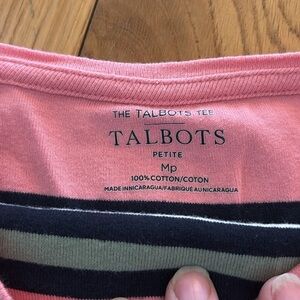 THE TALBOTS TEE
TALBOTS
PETITE
Mp
100% COTTON/COTON
MADE IN NICARAGUA/FABRIQUÉ AU NICARAGUA